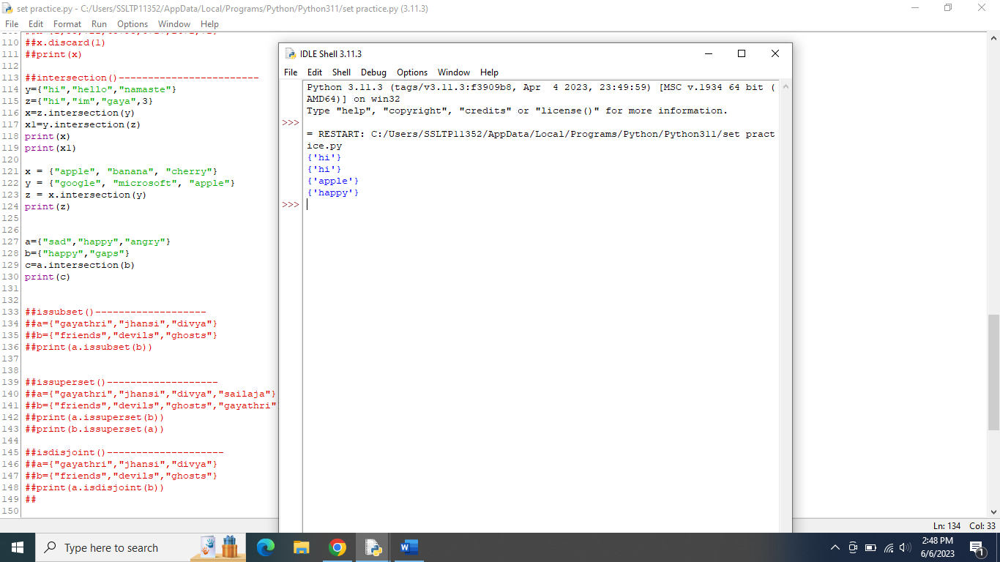 set practice.py - C:/Users/SSLTP11352/AppData/Local/Programs/Python/Python311/set practice.py (3.11.3)
File Edit Format Run Options Window Help
110 ##x.discard(1)
111 ##print(x)
112
113 ##intersection()------------------------
114 y={"hi","hello","namaste"}
115 z={"hi","im","gaya",3}
116 x=z.intersection(y)
117 x1=y.intersection(z)
118 print(x)
119 print(x1)
120
121 x = {"apple", "banana", "cherry"}
122 y = {"google", "microsoft", "apple"}
123 z = x.intersection(y)
124 print(z)
125
126
127 a={"sad","happy","angry"}
128 b={"happy","gaps"}
129 c=a.intersection(b)
130 print(c)
131
132
133 ##issubset()-------------------
134 ##a={"gayathri","jhansi","divya"}
135 ##b={"friends","devils","ghosts"}
136 ##print(a.issubset(b))
137
138
139 ##issuperset()-------------------
140 ##a={"gayathri","jhansi","divya","sailaja"}
141 ##b={"friends","devils","ghosts","gayathri"
142 ##print(a.issuperset(b))
143 ##print(b.issuperset(a))
144
145 ##isdisjoint()--------------------
146 ##a={"gayathri","jhansi","divya"}
147 ##b={"friends","devils","ghosts"}
148 ##print(a.isdisjoint(b))
149 ##
150
IDLE Shell 3.11.3
File Edit Shell Debug Options Window Help
Python 3.11.3 (tags/v3.11.3:f3909b8, Apr  4 2023, 23:49:59) [MSC v.1934 64 bit (
AMD64)] on win32
Type "help", "copyright", "credits" or "license()" for more information.
>>>
= RESTART: C:/Users/SSLTP11352/AppData/Local/Programs/Python/Python311/set pract
ice.py
{'hi'}
{'hi'}
{'apple'}
{'happy'}
>>>
Ln: 134 Col: 33
Type here to search
2:48 PM
6/6/2023
1